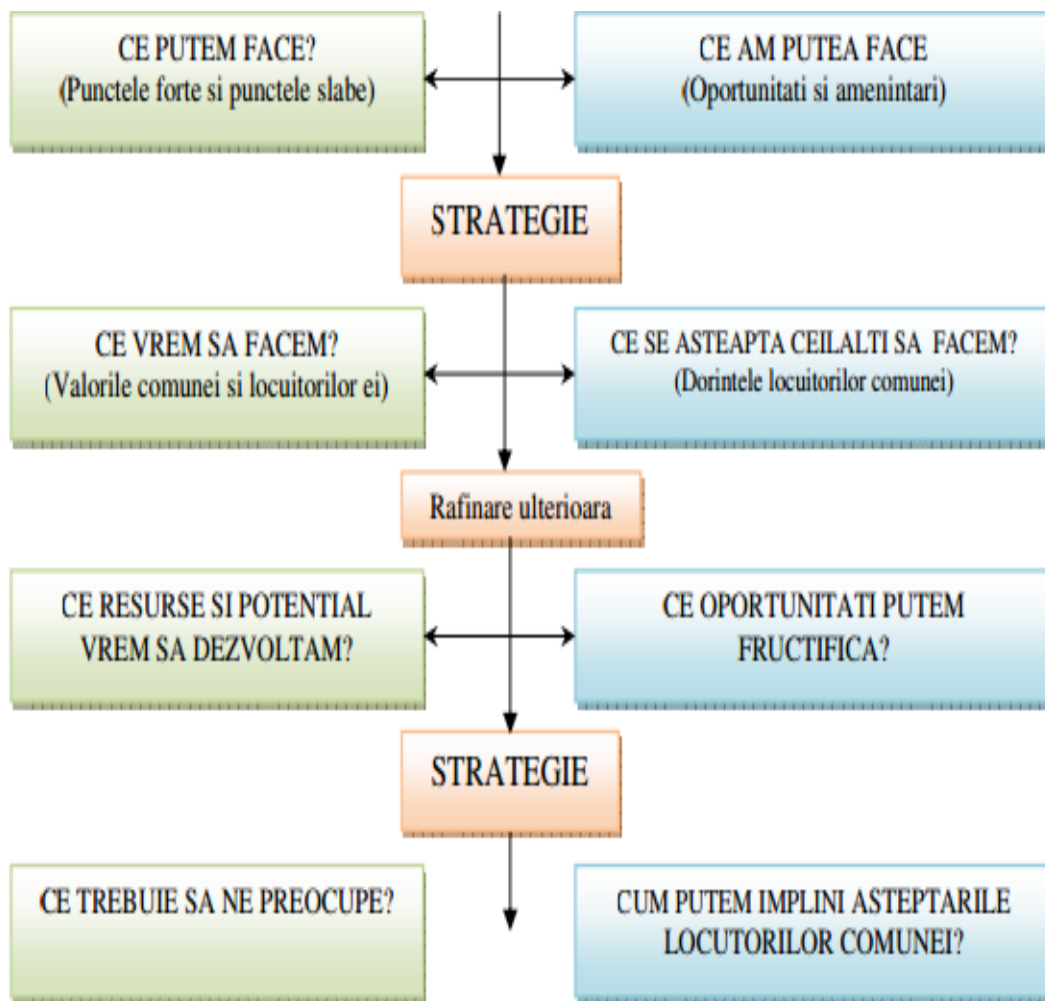 CE PUTEM FACE?
(Punctele forte si punctele slabe)
CE AM PUTEA FACE
(Oportunitati si amenintari)
STRATEGIE
CE VREM SA FACEM?
(Valorile comunei si locuitorilor ei)
CE SE ASTEAPTA CEILALTI SA FACEM?
(Dorintele locuitorilor comunei)
Rafinare ulterioara
CE RESURSE SI POTENTIAL
VREM SA DEZVOLTAM?
CE OPORTUNITATI PUTEM
FRUCTIFICA?
STRATEGIE
CE TREBUIE SA NE PREOCUPE?
CUM PUTEM IMPLINI ASTEPTARILE
LOCUTORILOR COMUNEI?